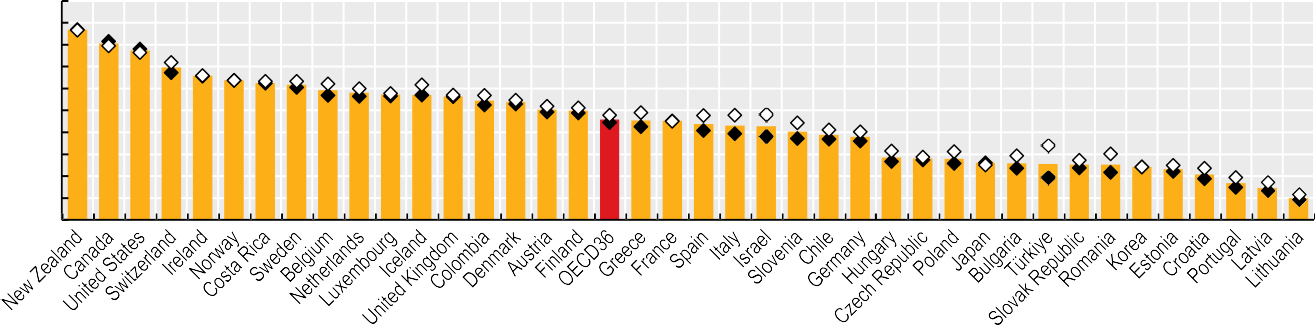 New Zealand
Canada
United States
Switzerland
Ireland
Norway
Costa Rica
Sweden
Belgium
Netherlands
Luxembourg
Iceland
United Kingdom
Colombia
Denmark
Austria
Finland
OECD36
Greece
France
Spain
Italy
Israel
Slovenia
Chile
Germany
Hungary
Czech Republic
Poland
Japan
Bulgaria
Türkiye
Slovak Republic
Romania
Korea
Estonia
Croatia
Portugal
Latvia
Lithuania